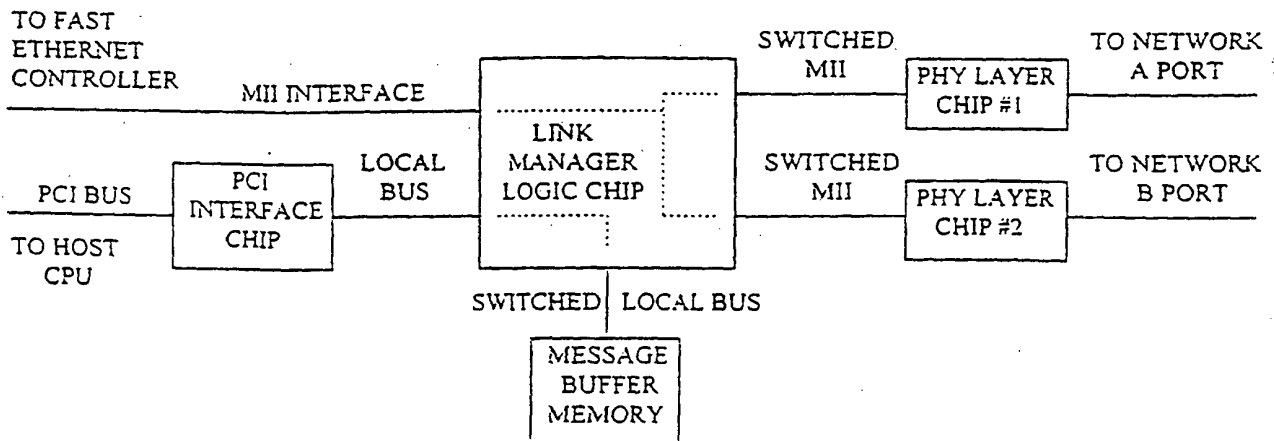 TO FAST
ETHERNET
CONTROLLER
MII INTERFACE
PCI BUS
TO HOST
CPU
PCI
INTERFACE
CHIP
LOCAL
BUS
LINK
MANAGER
LOGIC CHIP
SWITCHED
MII
PHY LAYER
CHIP #1
TO NETWORK
A PORT
SWITCHED
MII
PHY LAYER
CHIP #2
TO NETWORK
B PORT
SWITCHED LOCAL BUS
MESSAGE
BUFFER
MEMORY